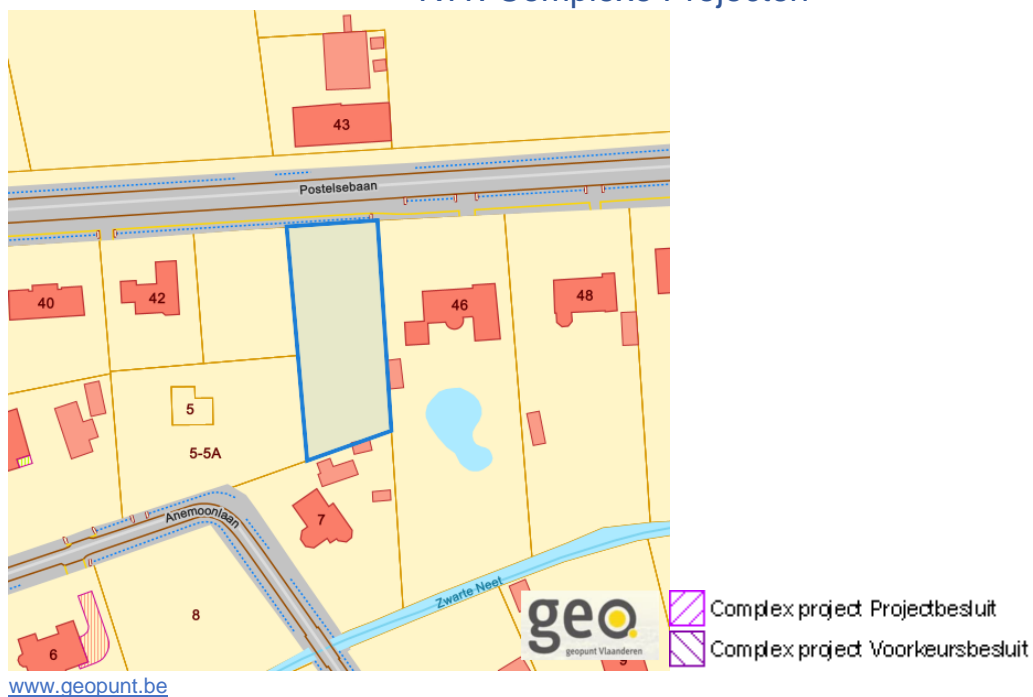 43
Postelsebaan
40
42
46
48
5
5-5A
7
Anemoonlaan
Zwarte Neet
8
6
geo.
geopunt Vlaanderen
Complex project Projectbesluit
Complex project Voorkeursbesluit
www.geopunt.be